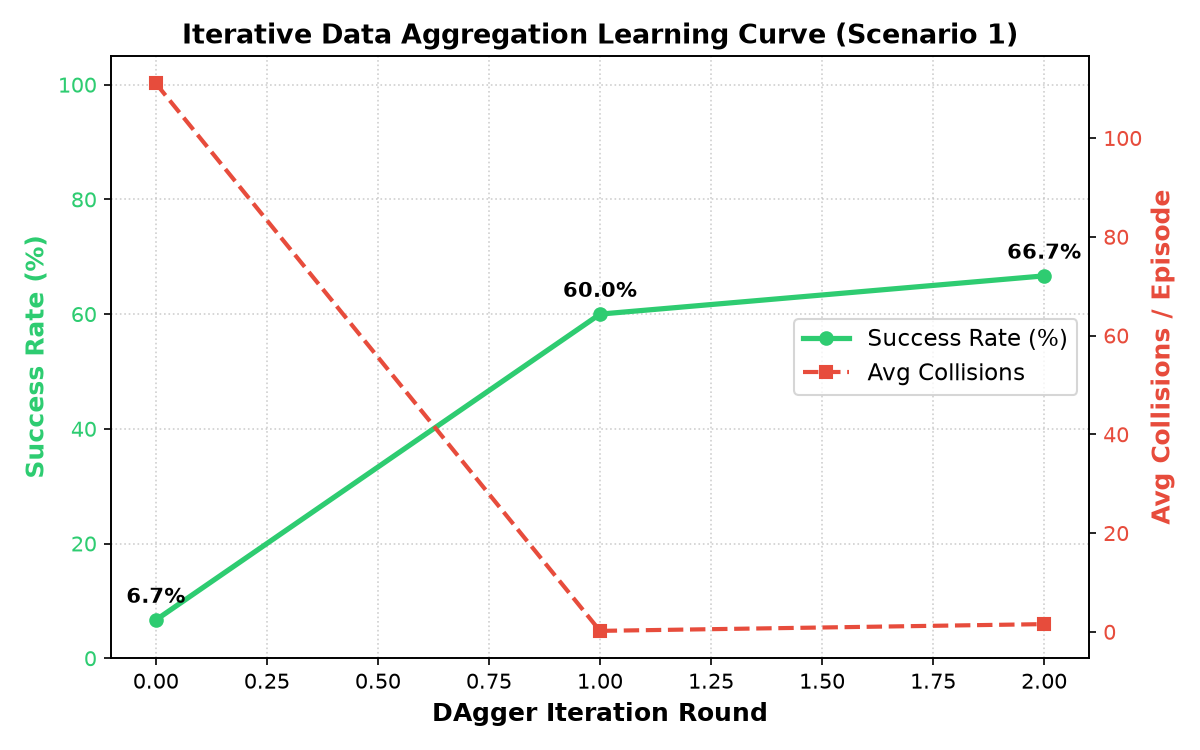 Iterative Data Aggregation Learning Curve (Scenario 1)
Success Rate (%)
100
80
60
40
20
0
6.7%
60.0%
66.7%
Success Rate (%)
Avg Collisions
100
80
60
40
20
0
Avg Collisions / Episode
0.00 0.25 0.50 0.75 1.00 1.25 1.50 1.75 2.00
DAgger Iteration Round